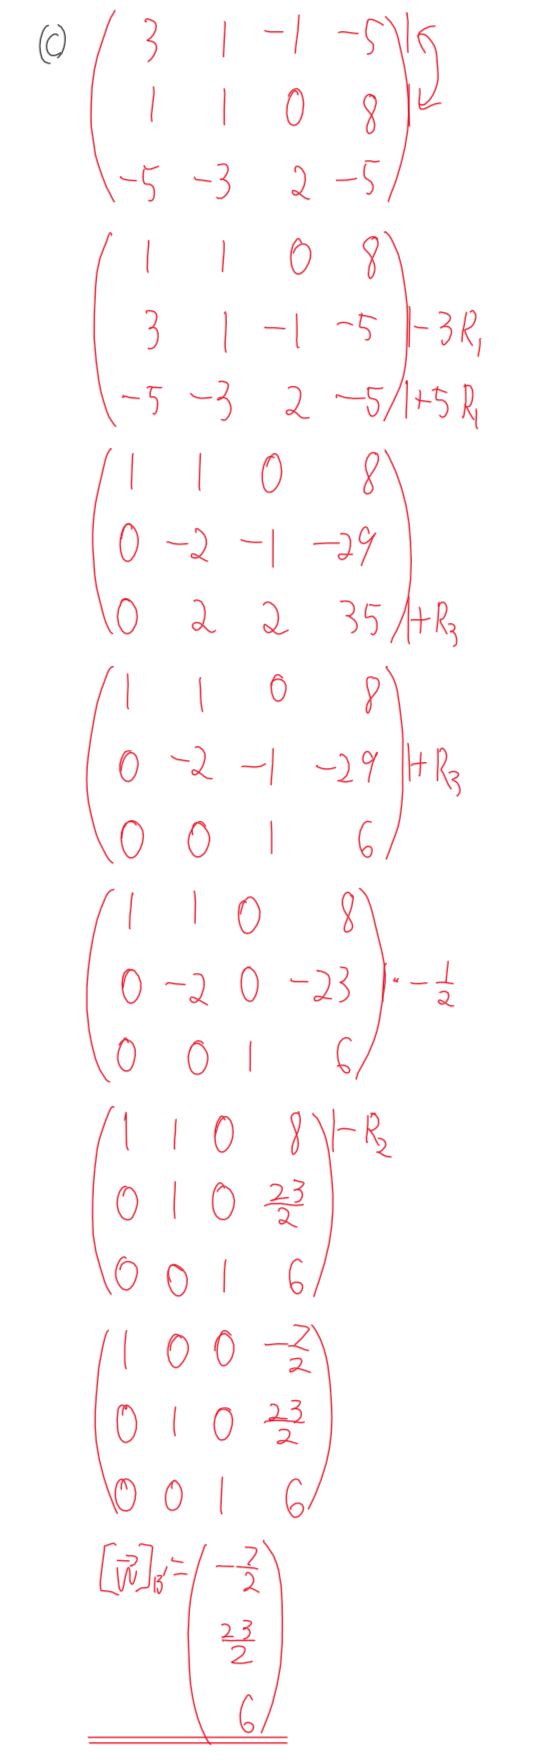 (c) ( 3 1 -1 -5 ) |
( 1 1 0 8 ) |
( -5 -3 2 -5 )
( 1 1 0 8 )
( 3 1 -1 -5 ) | -3R₁
( -5 -3 2 -5 ) | +5R₁
( 1 1 0 8 )
( 0 -2 -1 -29 )
( 0 2 2 35 ) | +R₃
( 1 1 0 8 )
( 0 -2 -1 -29 ) | +R₃
( 0 0 1 6 )
( 1 1 0 8 )
( 0 -2 0 -23 ) | · -1/2
( 0 0 1 6 )
( 1 1 0 8 ) | -R₂
( 0 1 0 23/2 )
( 0 0 1 6 )
( 1 0 0 -7/2 )
( 0 1 0 23/2 )
( 0 0 1 6 )
[w⃗]_B' = ( -7/2 )
( 23/2 )
( 6 )